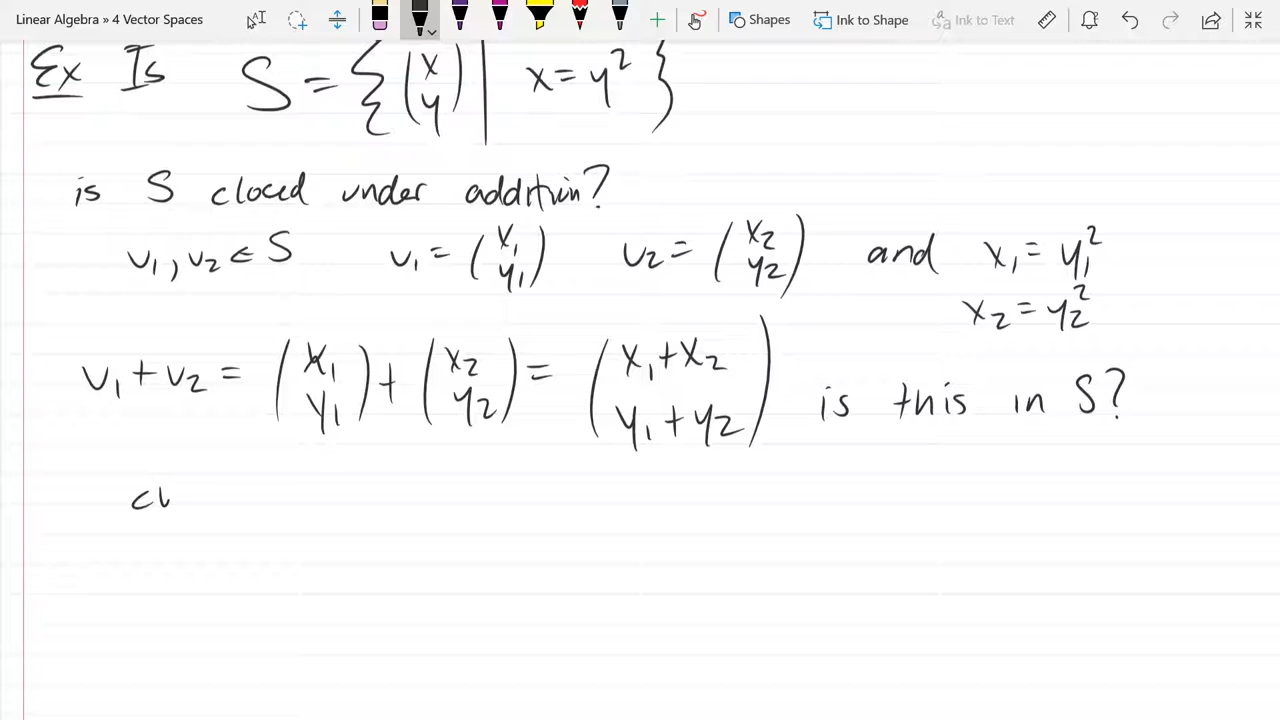 Linear Algebra » 4 Vector Spaces
Shapes
Ink to Shape
Ink to Text
Ex Is S = { (x y) | x = y² }
is S closed under addition?
v₁, v₂ ∈ S v₁ = (x₁ y₁) v₂ = (x₂ y₂) and x₁ = y₁²
x₂ = y₂²
v₁ + v₂ = (x₁ y₁) + (x₂ y₂) = (x₁+x₂ y₁+y₂) is this in S?